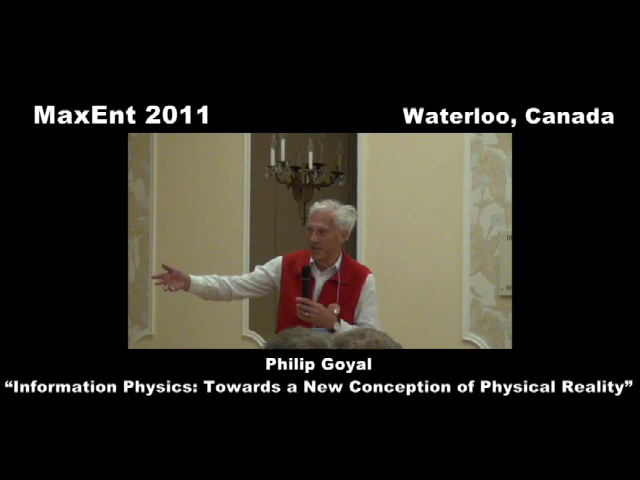 MaxEnt 2011
Waterloo, Canada
Philip Goyal
“Information Physics: Towards a New Conception of Physical Reality”